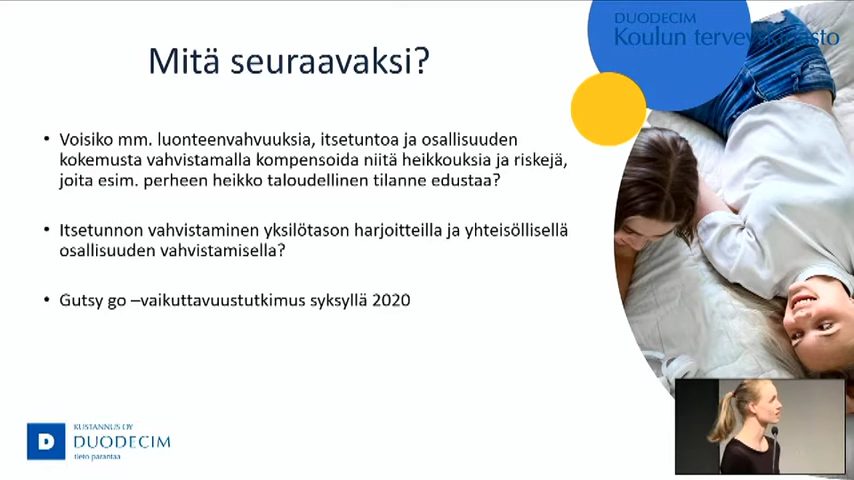 DUODECIM
Koulun terveyskirjasto
Mitä seuraavaksi?
• Voisiko mm. luonteenvahvuuksia, itsetuntoa ja osallisuuden
kokemusta vahvistamalla kompensoida niitä heikkouksia ja riskejä,
joita esim. perheen heikko taloudellinen tilanne edustaa?
• Itsetunnon vahvistaminen yksilötason harjoitteilla ja yhteisöllisellä
osallisuuden vahvistamisella?
• Gutsy go –vaikuttavuustutkimus syksyllä 2020
D
KUSTANNUS OY
DUODECIM
tieto parantaa